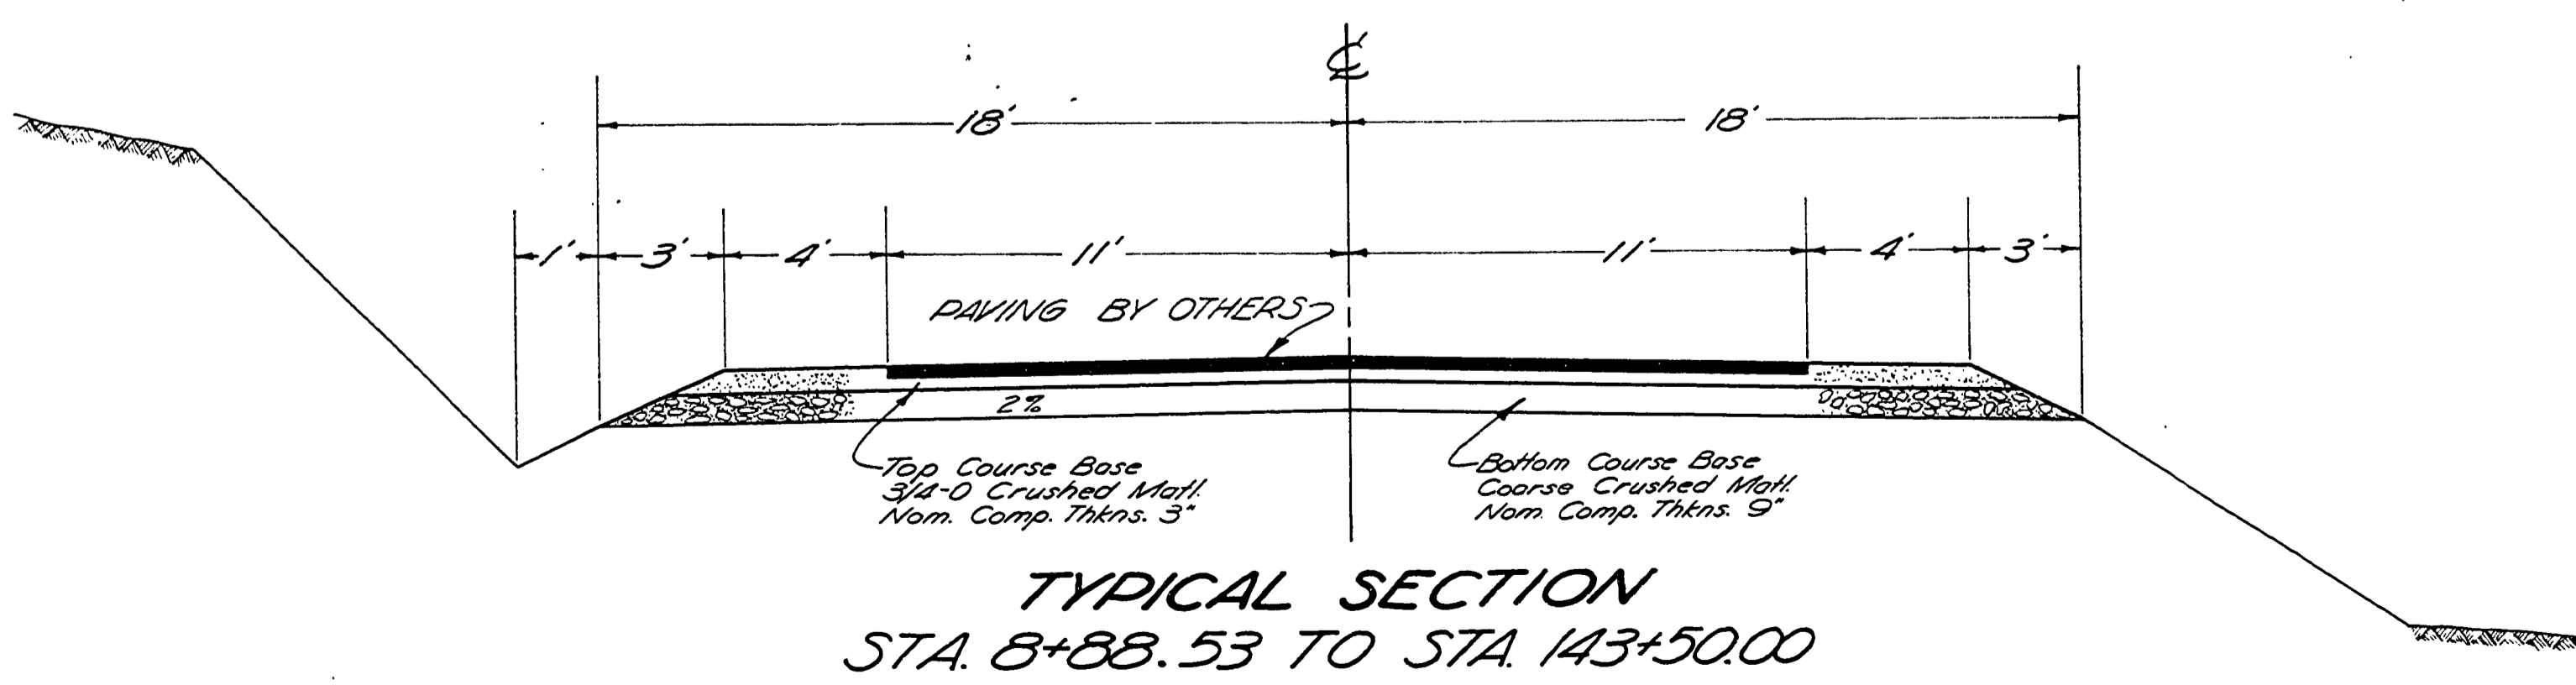 ℄
18' 18'
1' 3' 4' 11' 11' 4' 3'
PAVING BY OTHERS
2%
Top Course Base
3/4-0 Crushed Matl.
Nom. Comp. Thkns. 3"
Bottom Course Base
Coarse Crushed Matl.
Nom. Comp. Thkns. 9"
TYPICAL SECTION
STA. 8+88.53 TO STA. 143+50.00